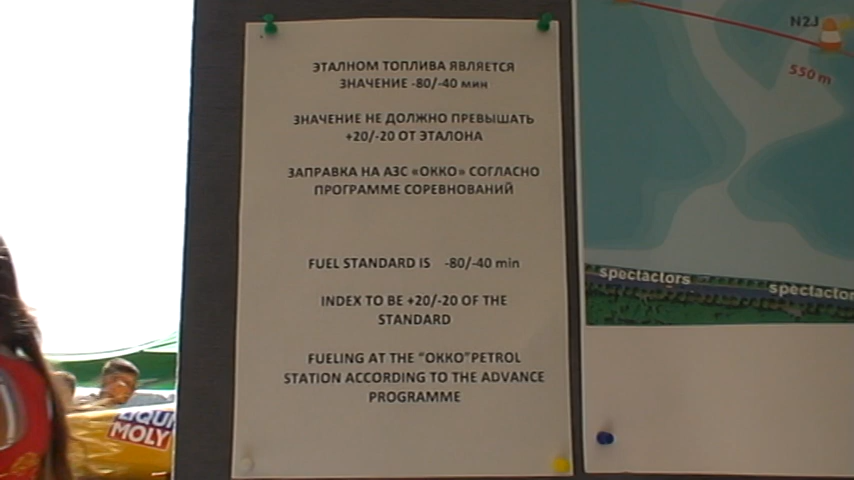 ЭТАЛНОМ ТОПЛИВА ЯВЛЯЕТСЯ
ЗНАЧЕНИЕ -80/-40 мин
ЗНАЧЕНИЕ НЕ ДОЛЖНО ПРЕВЫШАТЬ
+20/-20 ОТ ЭТАЛОНА
ЗАПРАВКА НА АЗС «ОККО» СОГЛАСНО
ПРОГРАММЕ СОРЕВНОВАНИЙ
FUEL STANDARD IS -80/-40 min
INDEX TO BE +20/-20 OF THE
STANDARD
FUELING AT THE "OKKO"PETROL
STATION ACCORDING TO THE ADVANCE
PROGRAMME
N2J
550 m
spectactors
spectactor
LIQUI
MOLY